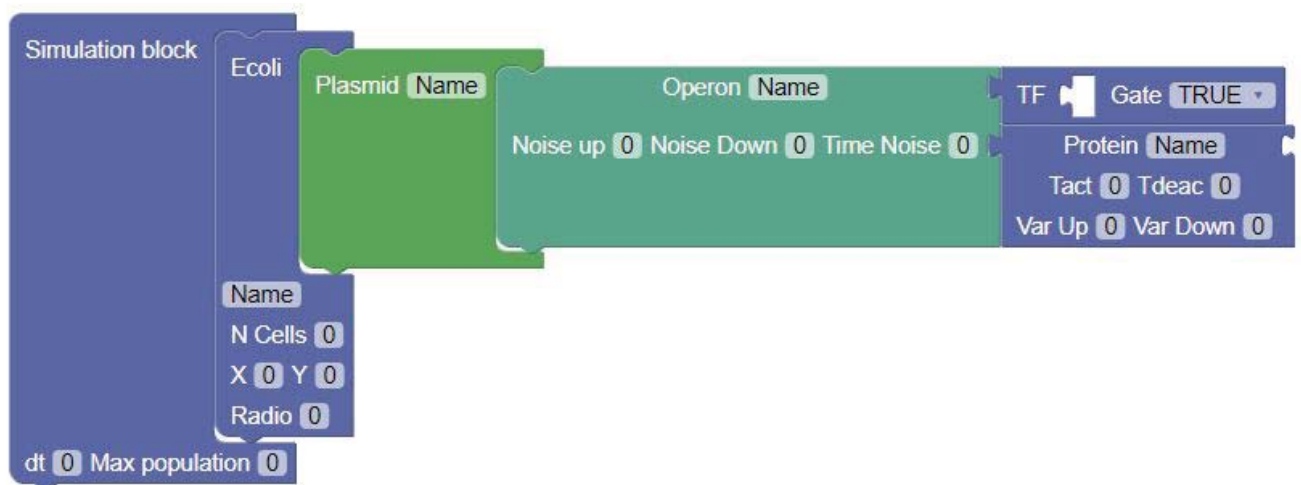 Simulation block
Ecoli
Plasmid Name
Operon Name
Noise up 0 Noise Down 0 Time Noise 0
TF Gate TRUE
Protein Name
Tact 0 Tdeac 0
Var Up 0 Var Down 0
Name
N Cells 0
X 0 Y 0
Radio 0
dt 0 Max population 0